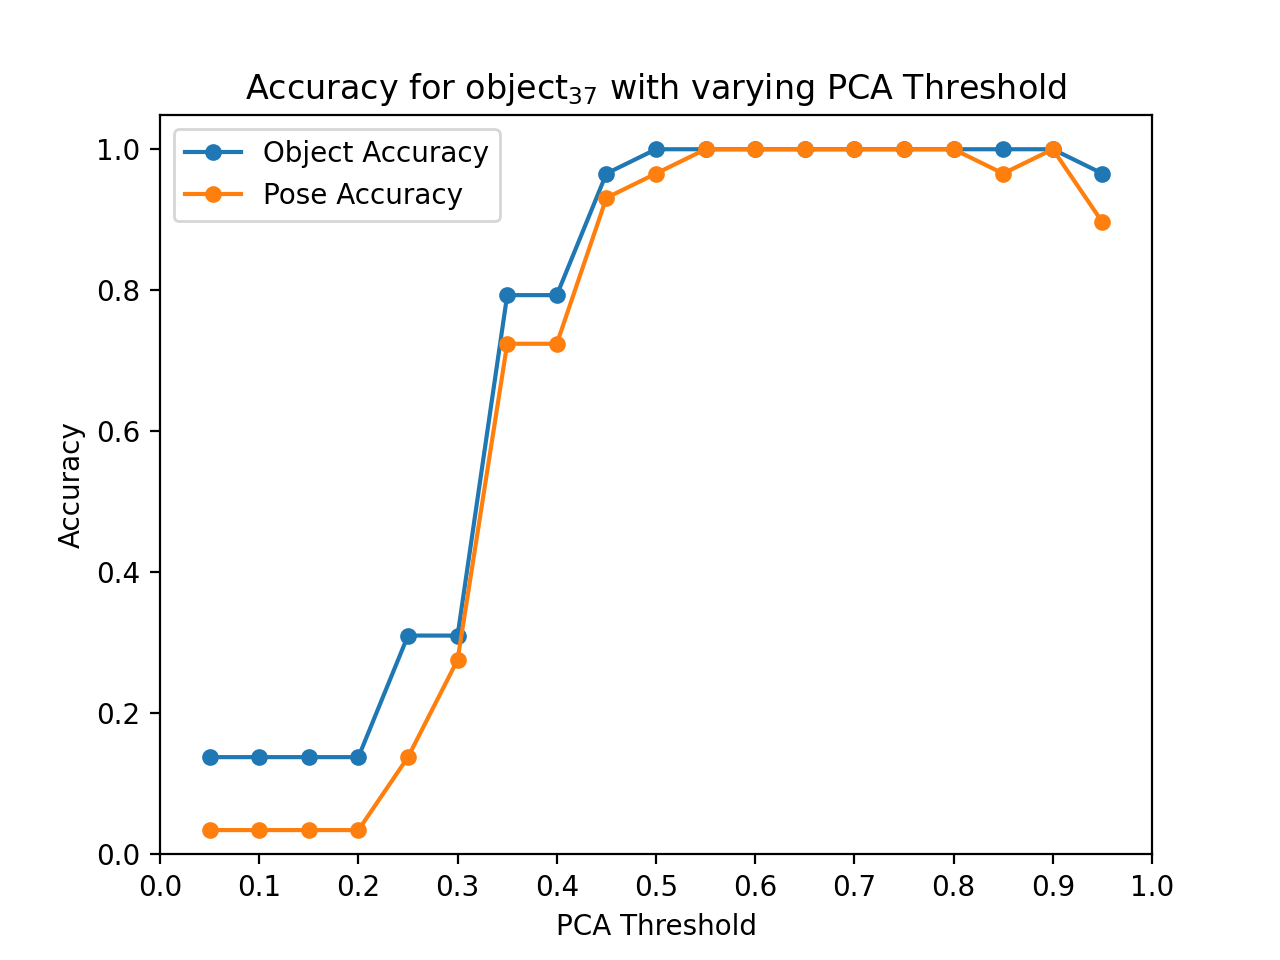 Accuracy for object₃₇ with varying PCA Threshold
Object Accuracy
Pose Accuracy
1.0
0.8
0.6
0.4
0.2
0.0
Accuracy
0.0 0.1 0.2 0.3 0.4 0.5 0.6 0.7 0.8 0.9 1.0
PCA Threshold